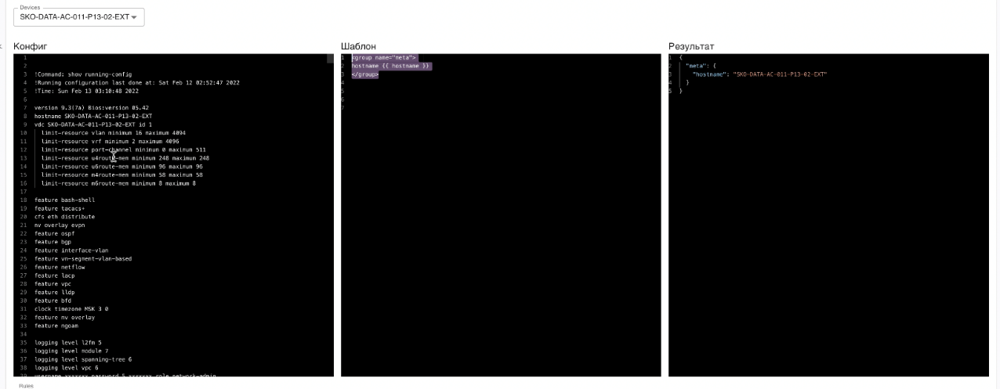 Devices
SKO-DATA-AC-011-P13-02-EXT
Конфиг
1
2
3 !Command: show running-config
4 !Running configuration last done at: Sat Feb 12 02:52:47 2022
5 !Time: Sun Feb 13 03:10:48 2022
6
7 version 9.3(7a) Bios:version 05.42
8 hostname SKO-DATA-AC-011-P13-02-EXT
9 vdc SKO-DATA-AC-011-P13-02-EXT id 1
10 limit-resource vlan minimum 16 maximum 4094
11 limit-resource vrf minimum 2 maximum 4096
12 limit-resource port-channel minimum 0 maximum 511
13 limit-resource u4route-mem minimum 248 maximum 248
14 limit-resource u6route-mem minimum 96 maximum 96
15 limit-resource m4route-mem minimum 58 maximum 58
16 limit-resource m6route-mem minimum 8 maximum 8
17
18 feature bash-shell
19 feature tacacs+
20 cfs eth distribute
21 nv overlay evpn
22 feature ospf
23 feature bgp
24 feature interface-vlan
25 feature vn-segment-vlan-based
26 feature netflow
27 feature lacp
28 feature vpc
29 feature lldp
30 feature bfd
31 clock timezone MSK 3 0
32 feature nv overlay
33 feature ngoam
34
35 logging level l2fm 5
36 logging level module 7
37 logging level spanning-tree 6
38 logging level vpc 6
39 username xxxxxxx password 5 xxxxxxx role network-admin
Шаблон
1 <group name="meta">
2 hostname {{ hostname }}
3 </group>
4
5
6
7
Результат
1 {
2 "meta": {
3 "hostname": "SKO-DATA-AC-011-P13-02-EXT"
4 }
5 }
Rules